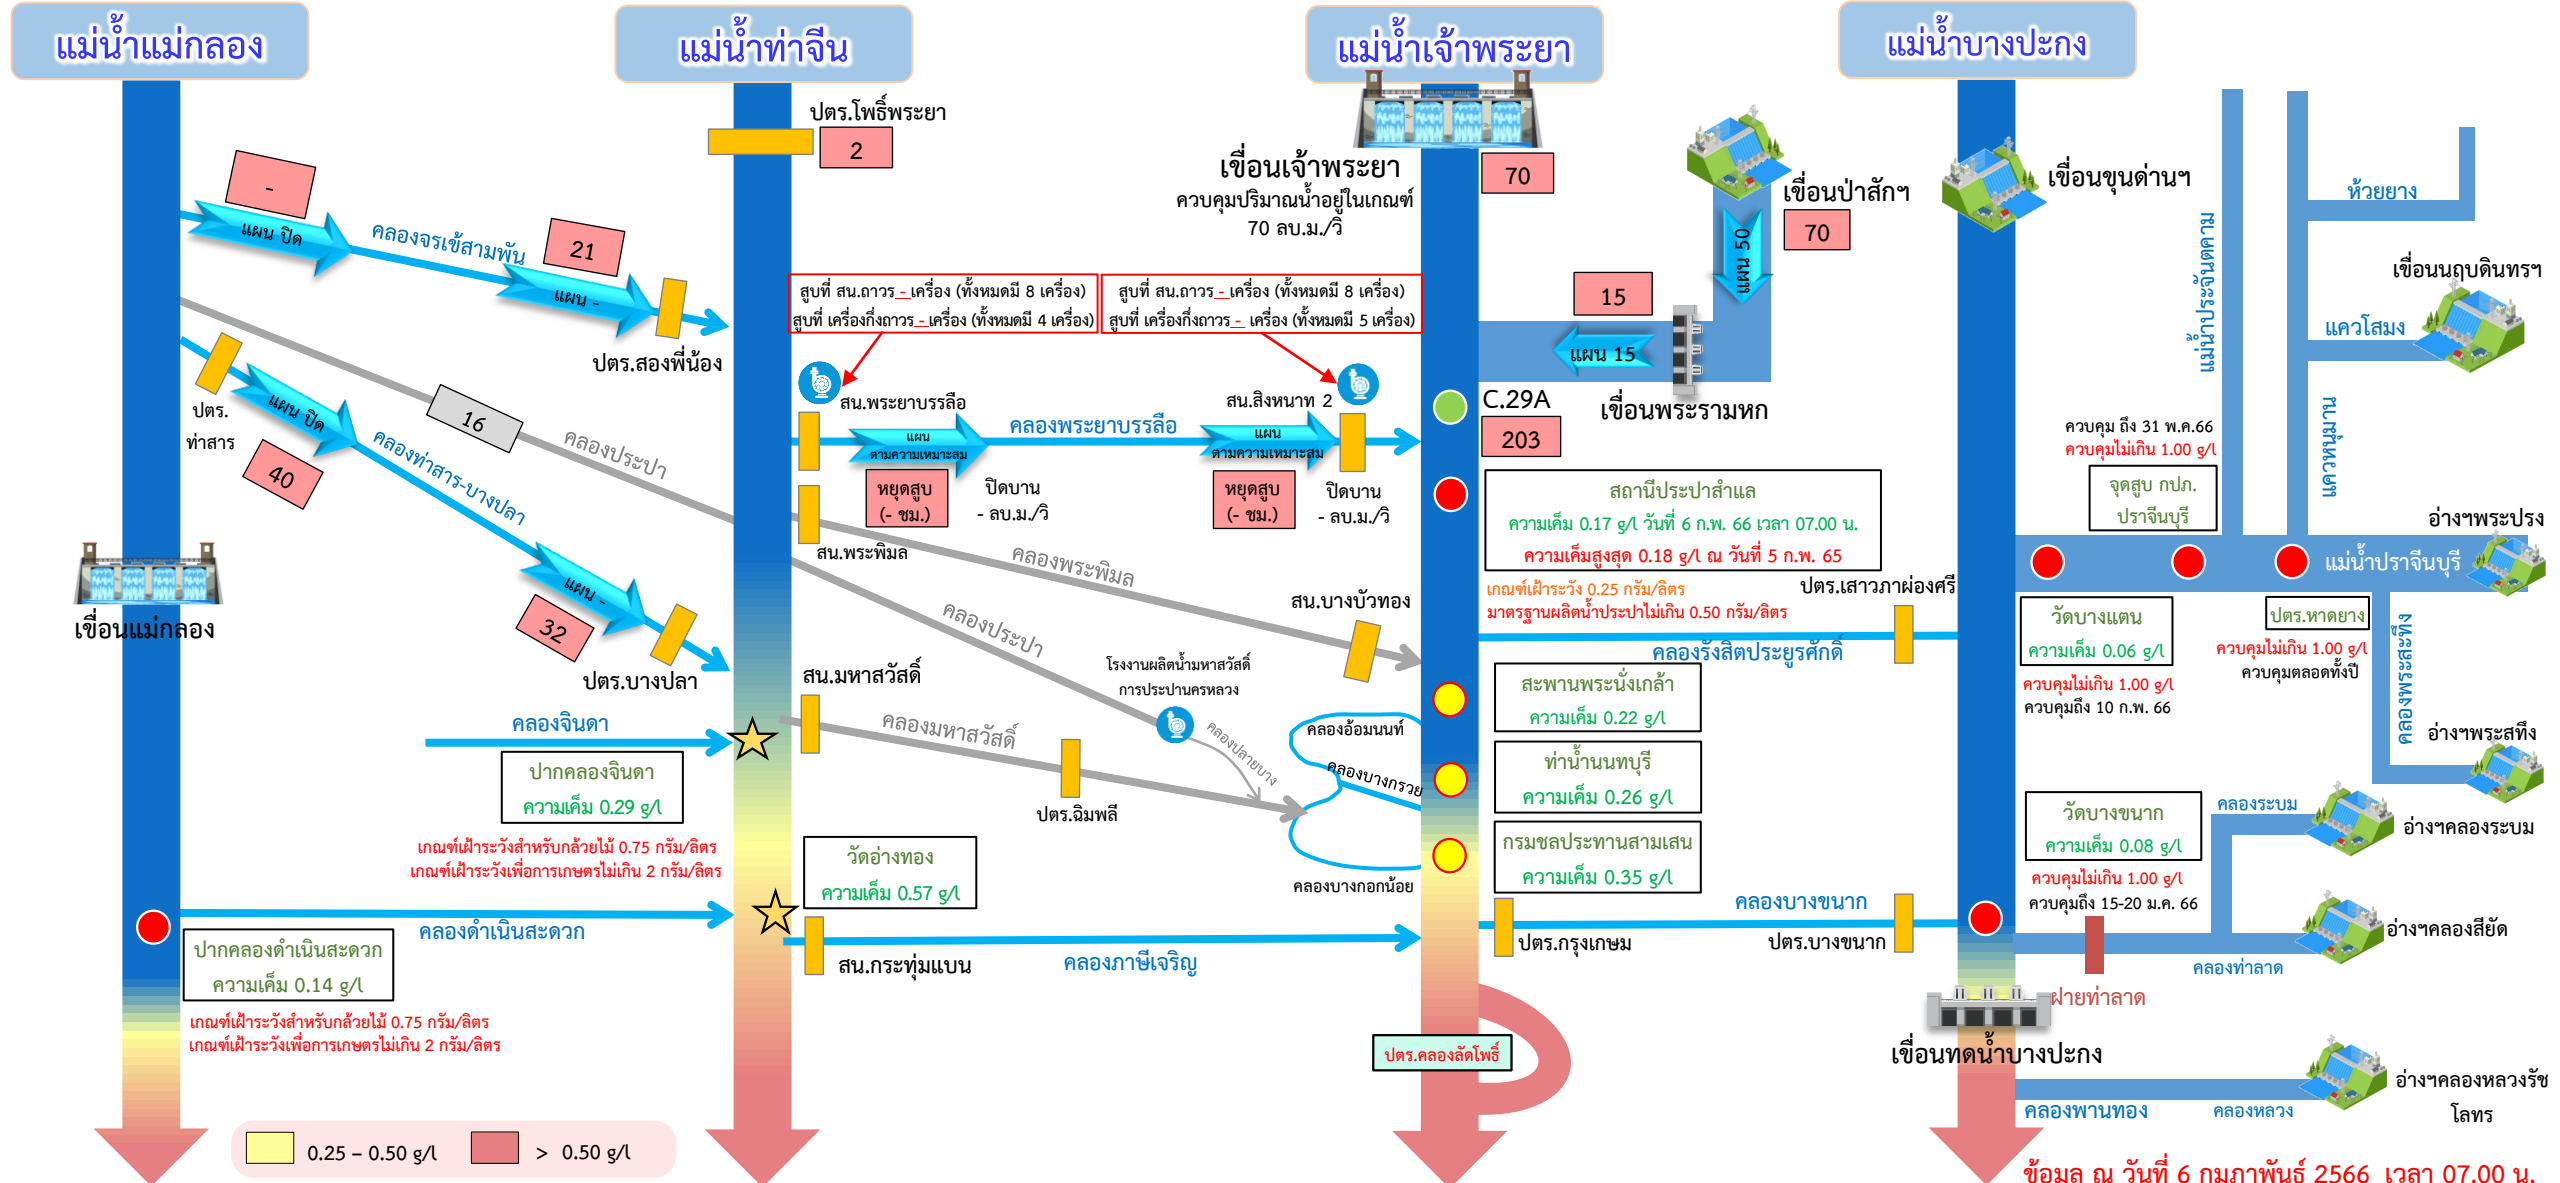 แม่น้ำแม่กลอง
แม่น้ำท่าจีน
แม่น้ำเจ้าพระยา
แม่น้ำบางปะกง
ปตร.โพธิ์พระยา
2
-
แผน ปิด
คลองจรเข้สามพัน
21
แผน -
ปตร.สองพี่น้อง
เขื่อนเจ้าพระยา
ควบคุมปริมาณน้ำอยู่ในเกณฑ์
70 ลบ.ม./วิ
70
เขื่อนป่าสักฯ
70
แผน 50
15
แผน 15
เขื่อนพระรามหก
เขื่อนขุนด่านฯ
แม่น้ำประจันตคาม
ห้วยยาง
เขื่อนนฤบดินทรฯ
แควโสมง
แควหนุมาน
สูบที่ สน.ถาวร - เครื่อง (ทั้งหมดมี 8 เครื่อง)
สูบที่ เครื่องกึ่งถาวร - เครื่อง (ทั้งหมดมี 4 เครื่อง)
สูบที่ สน.ถาวร - เครื่อง (ทั้งหมดมี 8 เครื่อง)
สูบที่ เครื่องกึ่งถาวร - เครื่อง (ทั้งหมดมี 5 เครื่อง)
ปตร.
ท่าสาร
แผน ปิด
40
คลองท่าสาร-บางปลา
16
คลองประปา
แผน -
32
ปตร.บางปลา
สน.พระยาบรรลือ
แผน
ตามความเหมาะสม
คลองพระยาบรรลือ
สน.สิงหนาท 2
แผน
ตามความเหมาะสม
หยุดสูบ
(- ชม.)
ปิดบาน
- ลบ.ม./วิ
หยุดสูบ
(- ชม.)
ปิดบาน
- ลบ.ม./วิ
C.29A
203
สน.พระพิมล
คลองพระพิมล
สน.บางบัวทอง
สถานีประปาสำแล
ความเค็ม 0.17 g/l วันที่ 6 ก.พ. 66 เวลา 07.00 น.
ความเค็มสูงสุด 0.18 g/l ณ วันที่ 5 ก.พ. 65
เกณฑ์เฝ้าระวัง 0.25 กรัม/ลิตร
มาตรฐานผลิตน้ำประปาไม่เกิน 0.50 กรัม/ลิตร
ปตร.เสาวภาผ่องศรี
คลองรังสิตประยูรศักดิ์
ควบคุม ถึง 31 พ.ค.66
ควบคุมไม่เกิน 1.00 g/l
จุดสูบ กปภ.
ปราจีนบุรี
อ่างฯพระปรง
แม่น้ำปราจีนบุรี
วัดบางแตน
ความเค็ม 0.06 g/l
ควบคุมไม่เกิน 1.00 g/l
ควบคุมถึง 10 ก.พ. 66
ปตร.หาดยาง
ควบคุมไม่เกิน 1.00 g/l
ควบคุมตลอดทั้งปี
คลองพระสะทึง
อ่างฯพระสทึง
เขื่อนแม่กลอง
คลองประปา
โรงงานผลิตน้ำมหาสวัสดิ์
การประปานครหลวง
คลองปลายบาง
สน.มหาสวัสดิ์
คลองมหาสวัสดิ์
ปตร.ฉิมพลี
คลองอ้อมนนท์
คลองบางกรวย
คลองบางกอกน้อย
สะพานพระนั่งเกล้า
ความเค็ม 0.22 g/l
ท่าน้ำนนทบุรี
ความเค็ม 0.26 g/l
กรมชลประทานสามเสน
ความเค็ม 0.35 g/l
คลองจินดา
ปากคลองจินดา
ความเค็ม 0.29 g/l
เกณฑ์เฝ้าระวังสำหรับกล้วยไม้ 0.75 กรัม/ลิตร
เกณฑ์เฝ้าระวังเพื่อการเกษตรไม่เกิน 2 กรัม/ลิตร
วัดอ่างทอง
ความเค็ม 0.57 g/l
วัดบางขนาก
ความเค็ม 0.08 g/l
ควบคุมไม่เกิน 1.00 g/l
ควบคุมถึง 15-20 ม.ค. 66
คลองระบม
อ่างฯคลองระบม
อ่างฯคลองสียัด
คลองท่าลาด
ฝายท่าลาด
คลองดำเนินสะดวก
ปากคลองดำเนินสะดวก
ความเค็ม 0.14 g/l
เกณฑ์เฝ้าระวังสำหรับกล้วยไม้ 0.75 กรัม/ลิตร
เกณฑ์เฝ้าระวังเพื่อการเกษตรไม่เกิน 2 กรัม/ลิตร
สน.กระทุ่มแบน
คลองภาษีเจริญ
ปตร.กรุงเกษม
คลองบางขนาก
ปตร.บางขนาก
ปตร.คลองลัดโพธิ์
เขื่อนทดน้ำบางปะกง
คลองพานทอง
คลองหลวง
อ่างฯคลองหลวงรัช
โลทร
0.25 – 0.50 g/l
> 0.50 g/l
ข้อมูล ณ วันที่ 6 กุมภาพันธ์ 2566 เวลา 07.00 น.